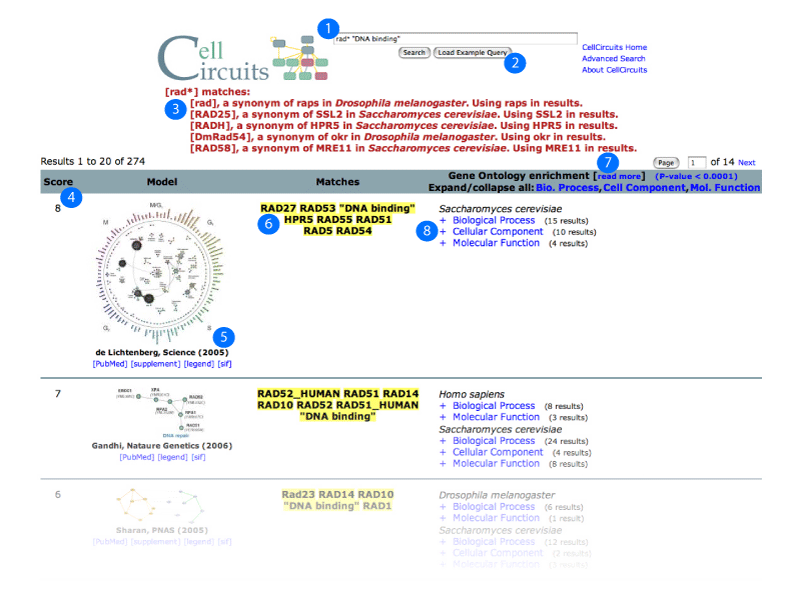 1
rad* "DNA binding"
Cell Circuits
Search
Load Example Query
2
CellCircuits Home
Advanced Search
About CellCircuits
[rad*] matches:
3
[rad], a synonym of raps in Drosophila melanogaster. Using raps in results.
[RAD25], a synonym of SSL2 in Saccharomyces cerevisiae. Using SSL2 in results.
[RADH], a synonym of HPR5 in Saccharomyces cerevisiae. Using HPR5 in results.
[DmRad54], a synonym of okr in Drosophila melanogaster. Using okr in results.
[RAD58], a synonym of MRE11 in Saccharomyces cerevisiae. Using MRE11 in results.
Results 1 to 20 of 274
7
Page 1 of 14 Next
Score
4
Model
Matches
Gene Ontology enrichment [read more] (P-value < 0.0001)
Expand/collapse all: Bio. Process, Cell Component, Mol. Function
8
M/G₁
M
G₁
G₂
S
5
de Lichtenberg, Science (2005)
[PubMed] [supplement] [legend] [sif]
RAD27 RAD53 "DNA binding"
6
HPR5 RAD55 RAD51
RAD5 RAD54
Saccharomyces cerevisiae
+ Biological Process (15 results)
8
+ Cellular Component (10 results)
+ Molecular Function (4 results)
7
XPA
RAD52
RPA2
DNA repair
Gandhi, Nataure Genetics (2006)
[PubMed] [legend] [sif]
RAD52_HUMAN RAD51 RAD14
RAD10 RAD52 RAD51_HUMAN
"DNA binding"
Homo sapiens
+ Biological Process (8 results)
+ Molecular Function (3 results)
Saccharomyces cerevisiae
+ Biological Process (24 results)
+ Cellular Component (4 results)
+ Molecular Function (8 results)
6
Sharan, PNAS (2005)
[PubMed] [supplement] [legend] [sif]
Rad23 RAD14 RAD10
"DNA binding" RAD1
Drosophila melanogaster
+ Biological Process (6 results)
+ Molecular Function (1 result)
Saccharomyces cerevisiae
+ Biological Process (12 results)
+ Cellular Component (2 results)
+ Molecular Function